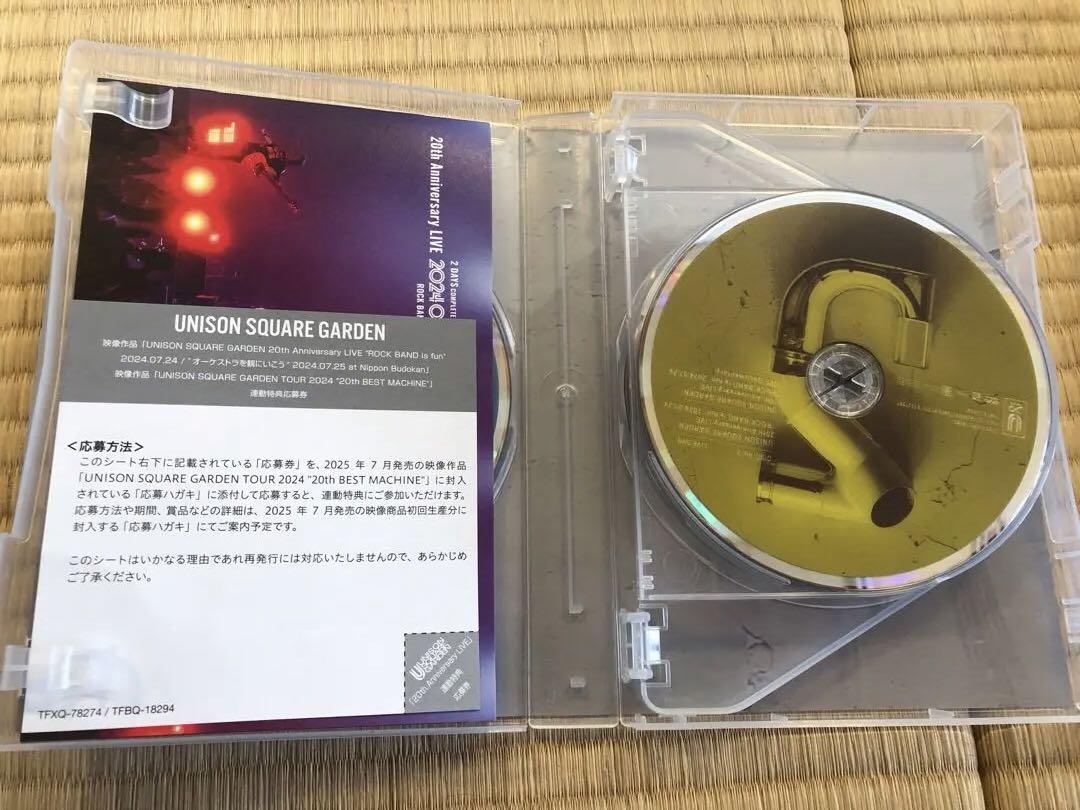 20th Anniversary LIVE
2 DAYS COMPLETE
2024
ROCK BAN
UNISON SQUARE GARDEN
映像作品「UNISON SQUARE GARDEN 20th Anniversary LIVE "ROCK BAND is fun"
2024.07.24 / "オーケストラを観にいこう" 2024.07.25 at Nippon Budokan」
映像作品「UNISON SQUARE GARDEN TOUR 2024 "20th BEST MACHINE"」
連動特典応募券
＜応募方法＞
このシート右下に記載されている「応募券」を、2025 年 7 月発売の映像作品
「UNISON SQUARE GARDEN TOUR 2024 "20th BEST MACHINE"」に封入
されている「応募ハガキ」に添付して応募すると、連動特典にご参加いただけます。
応募方法や期間、賞品などの詳細は、2025 年 7 月発売の映像商品初回生産分に
封入する「応募ハガキ」にてご案内予定です。
このシートはいかなる理由であれ再発行には対応いたしませんので、あらかじめ
ご了承ください。
UNISON
SQUARE
GARDEN
「20th Anniversary LIVE」
連動特典
応募券
TFXQ-78274 / TFBQ-18294
UNISON SQUARE GARDEN
20th Anniversary LIVE